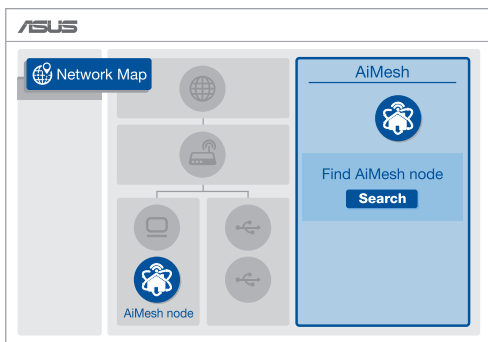 ASUS
Network Map
AiMesh
Find AiMesh node
Search
AiMesh node